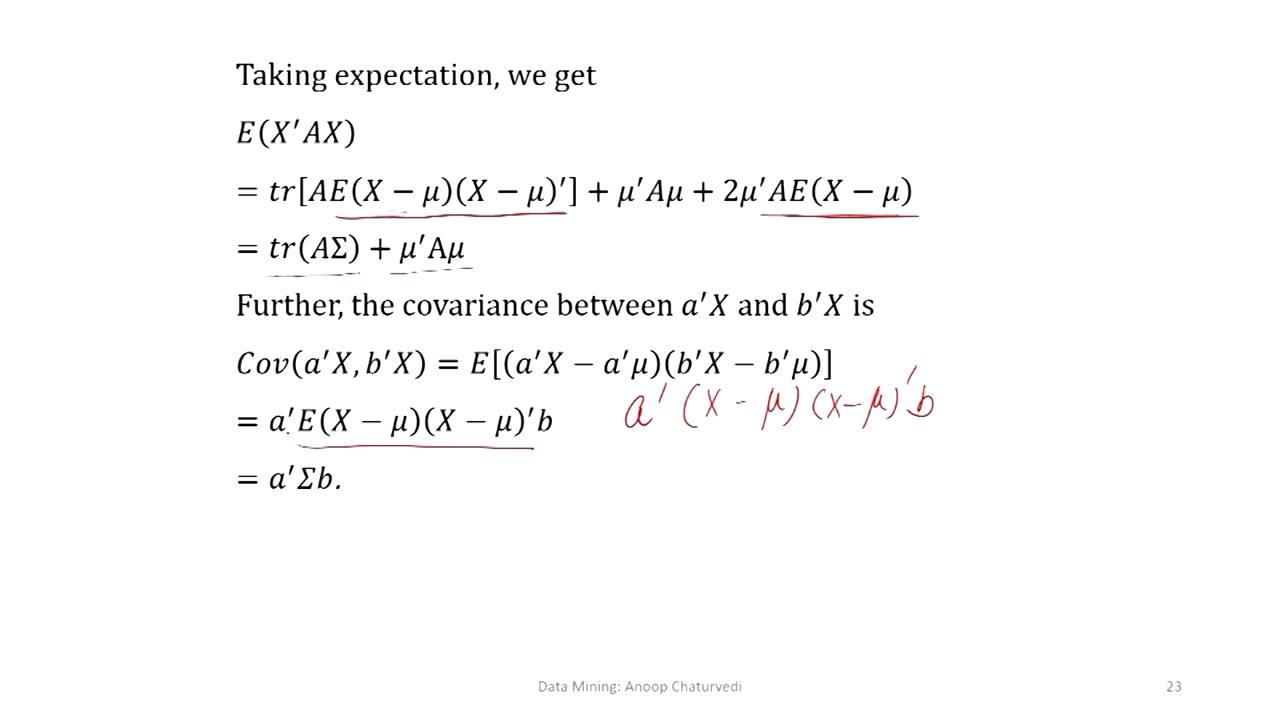 Taking expectation, we get
E(X′AX)
= tr[AE(X − μ)(X − μ)′] + μ′Aμ + 2μ′AE(X − μ)
= tr(AΣ) + μ′Aμ
Further, the covariance between a′X and b′X is
Cov(a′X, b′X) = E[(a′X − a′μ)(b′X − b′μ)]
= a′E(X − μ)(X − μ)′b
a′ (X − μ) (X − μ)′b
= a′Σb.
Data Mining: Anoop Chaturvedi
23